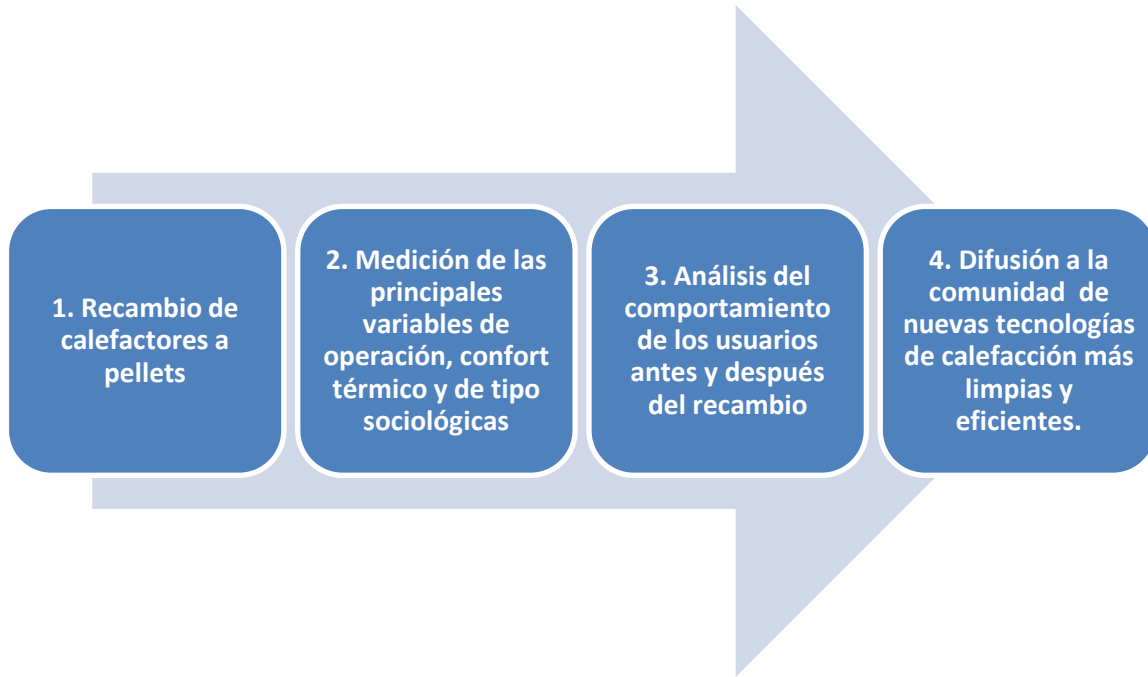 1. Recambio de
calefactores a
pellets
2. Medición de las
principales
variables de
operación, confort
térmico y de tipo
sociológicas
3. Análisis del
comportamiento
de los usuarios
antes y después
del recambio
4. Difusión a la
comunidad de
nuevas tecnologías
de calefacción más
limpias y
eficientes.